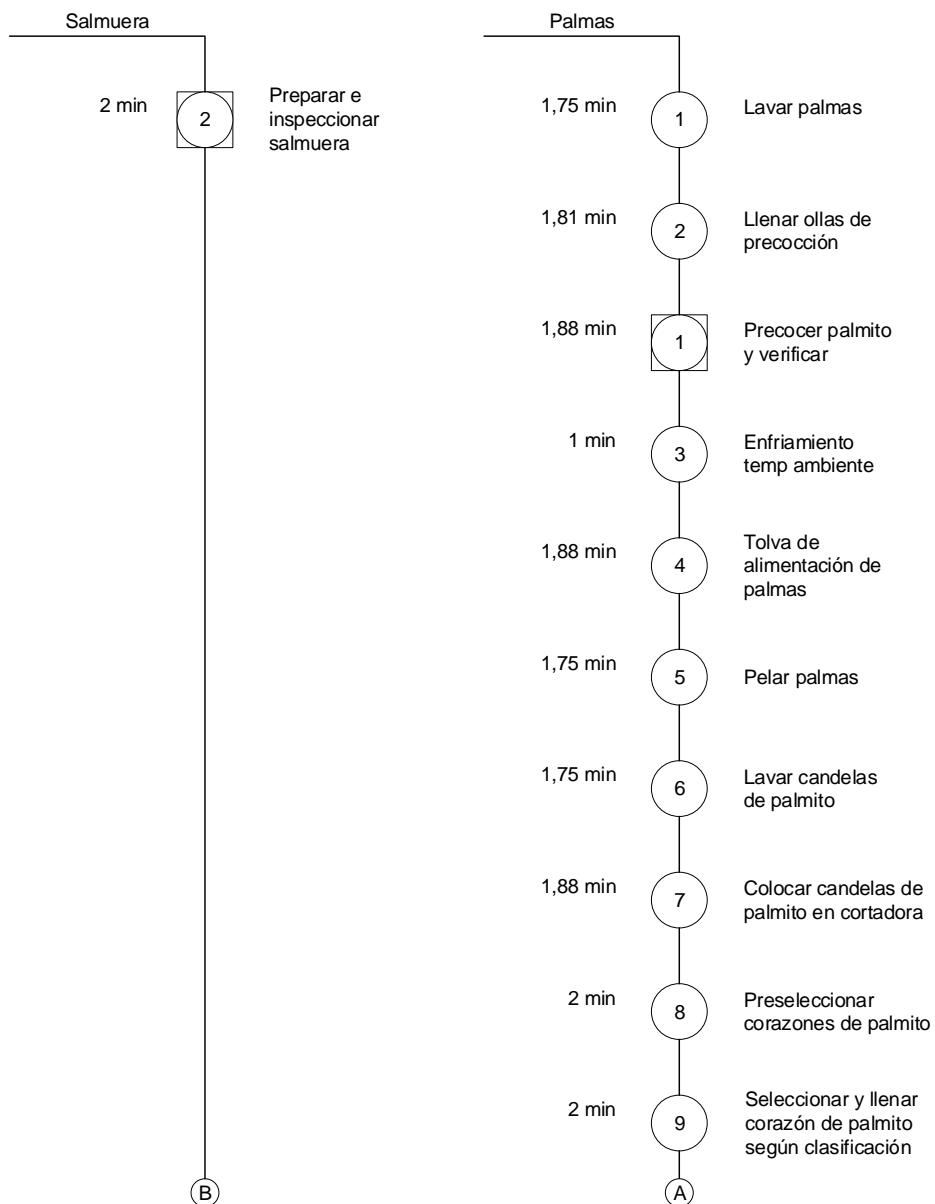 Salmuera
2 min
2
Preparar e
inspeccionar
salmuera
B
Palmas
1,75 min
1
Lavar palmas
1,81 min
2
Llenar ollas de
precocción
1,88 min
1
Precocer palmito
y verificar
1 min
3
Enfriamiento
temp ambiente
1,88 min
4
Tolva de
alimentación de
palmas
1,75 min
5
Pelar palmas
1,75 min
6
Lavar candelas
de palmito
1,88 min
7
Colocar candelas de
palmito en cortadora
2 min
8
Preseleccionar
corazones de palmito
2 min
9
Seleccionar y llenar
corazón de palmito
según clasificación
A